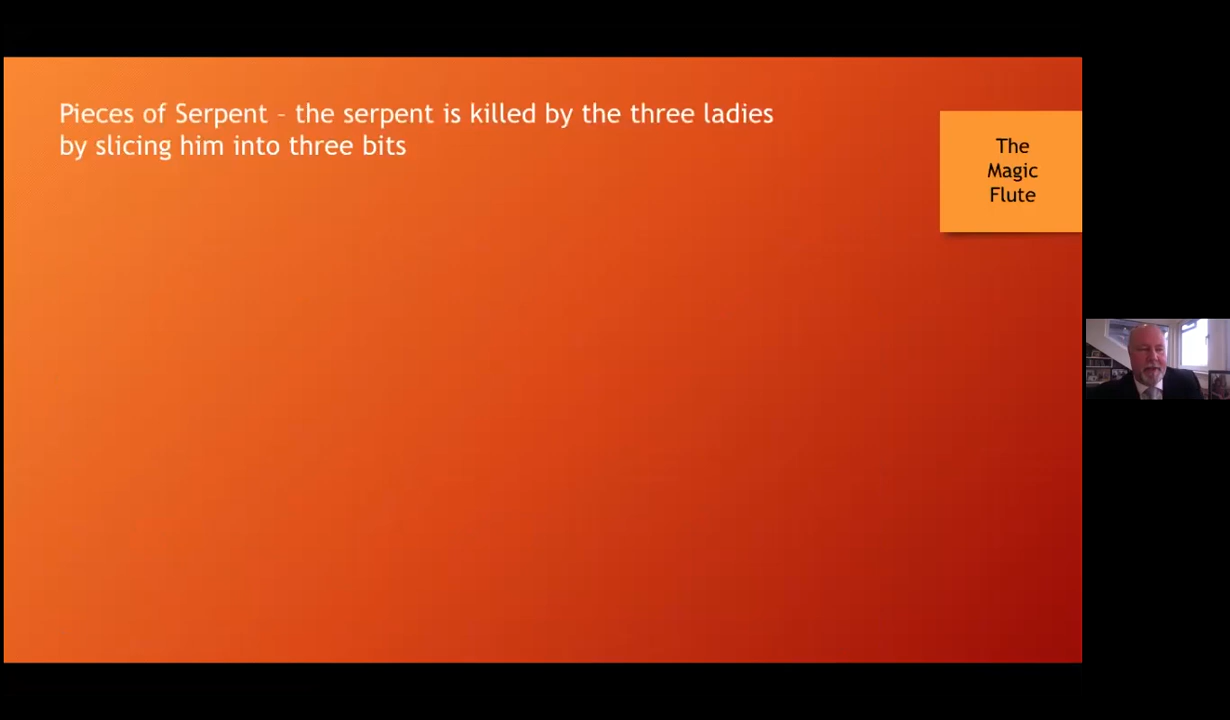 Pieces of Serpent – the serpent is killed by the three ladies
by slicing him into three bits
The
Magic
Flute